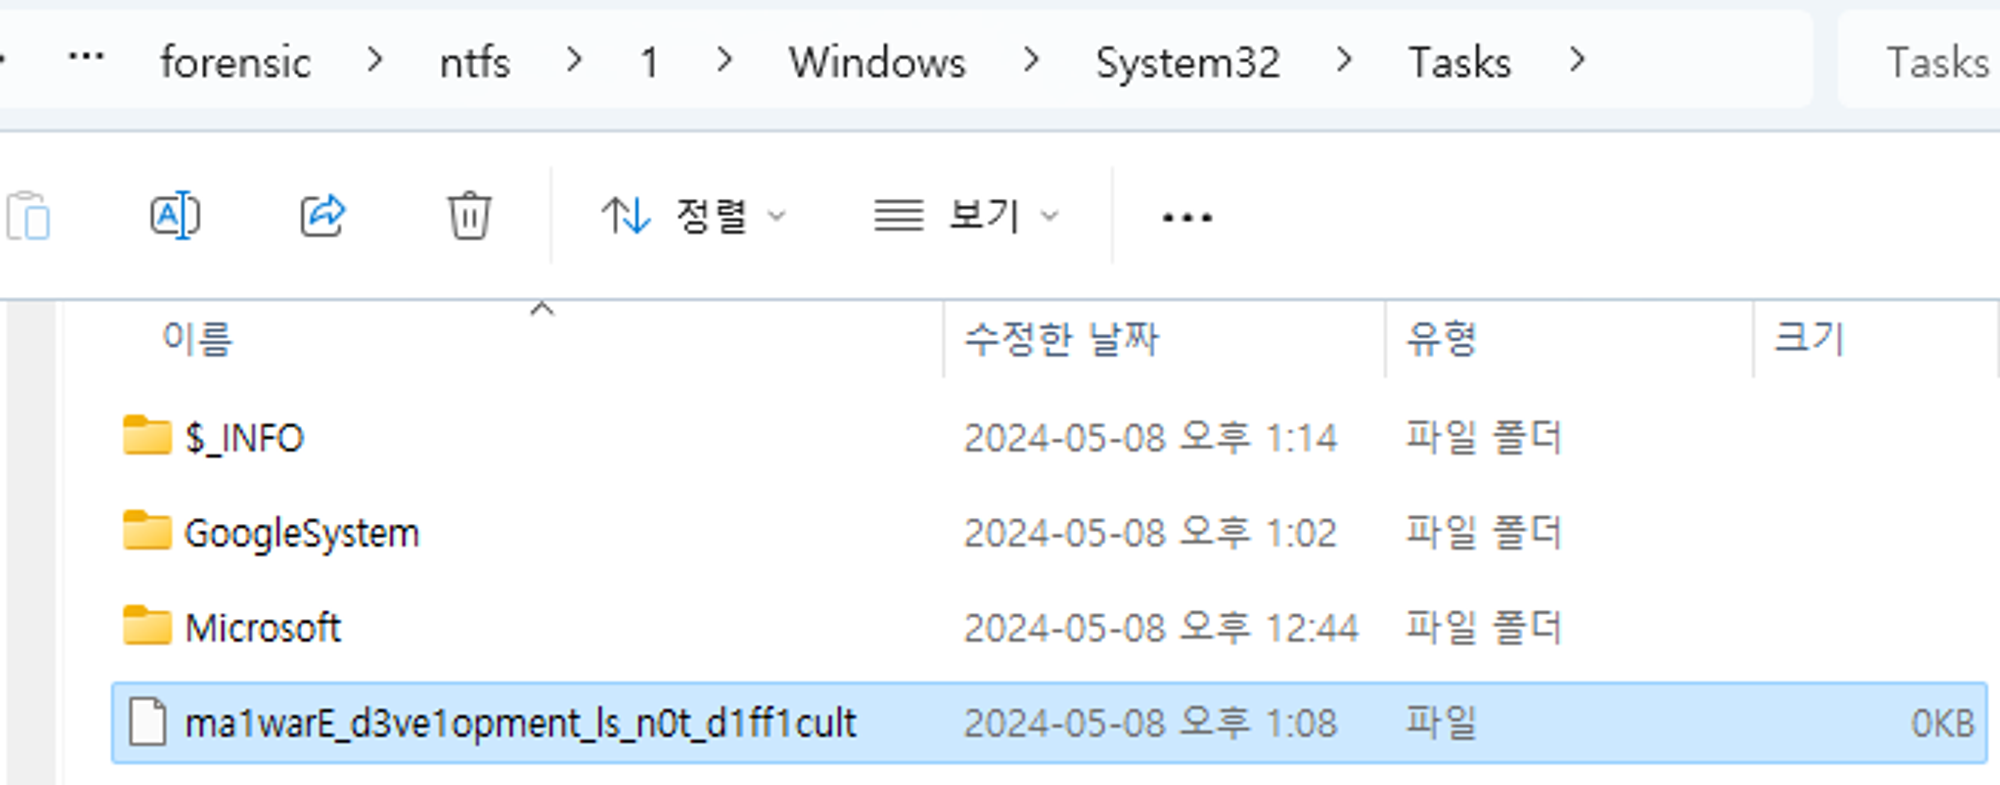 … forensic > ntfs > 1 > Windows > System32 > Tasks > Tasks
정렬 보기 …
이름 수정한 날짜 유형 크기
$_INFO 2024-05-08 오후 1:14 파일 폴더
GoogleSystem 2024-05-08 오후 1:02 파일 폴더
Microsoft 2024-05-08 오후 12:44 파일 폴더
ma1warE_d3ve1opment_ls_n0t_d1ff1cult 2024-05-08 오후 1:08 파일 0KB